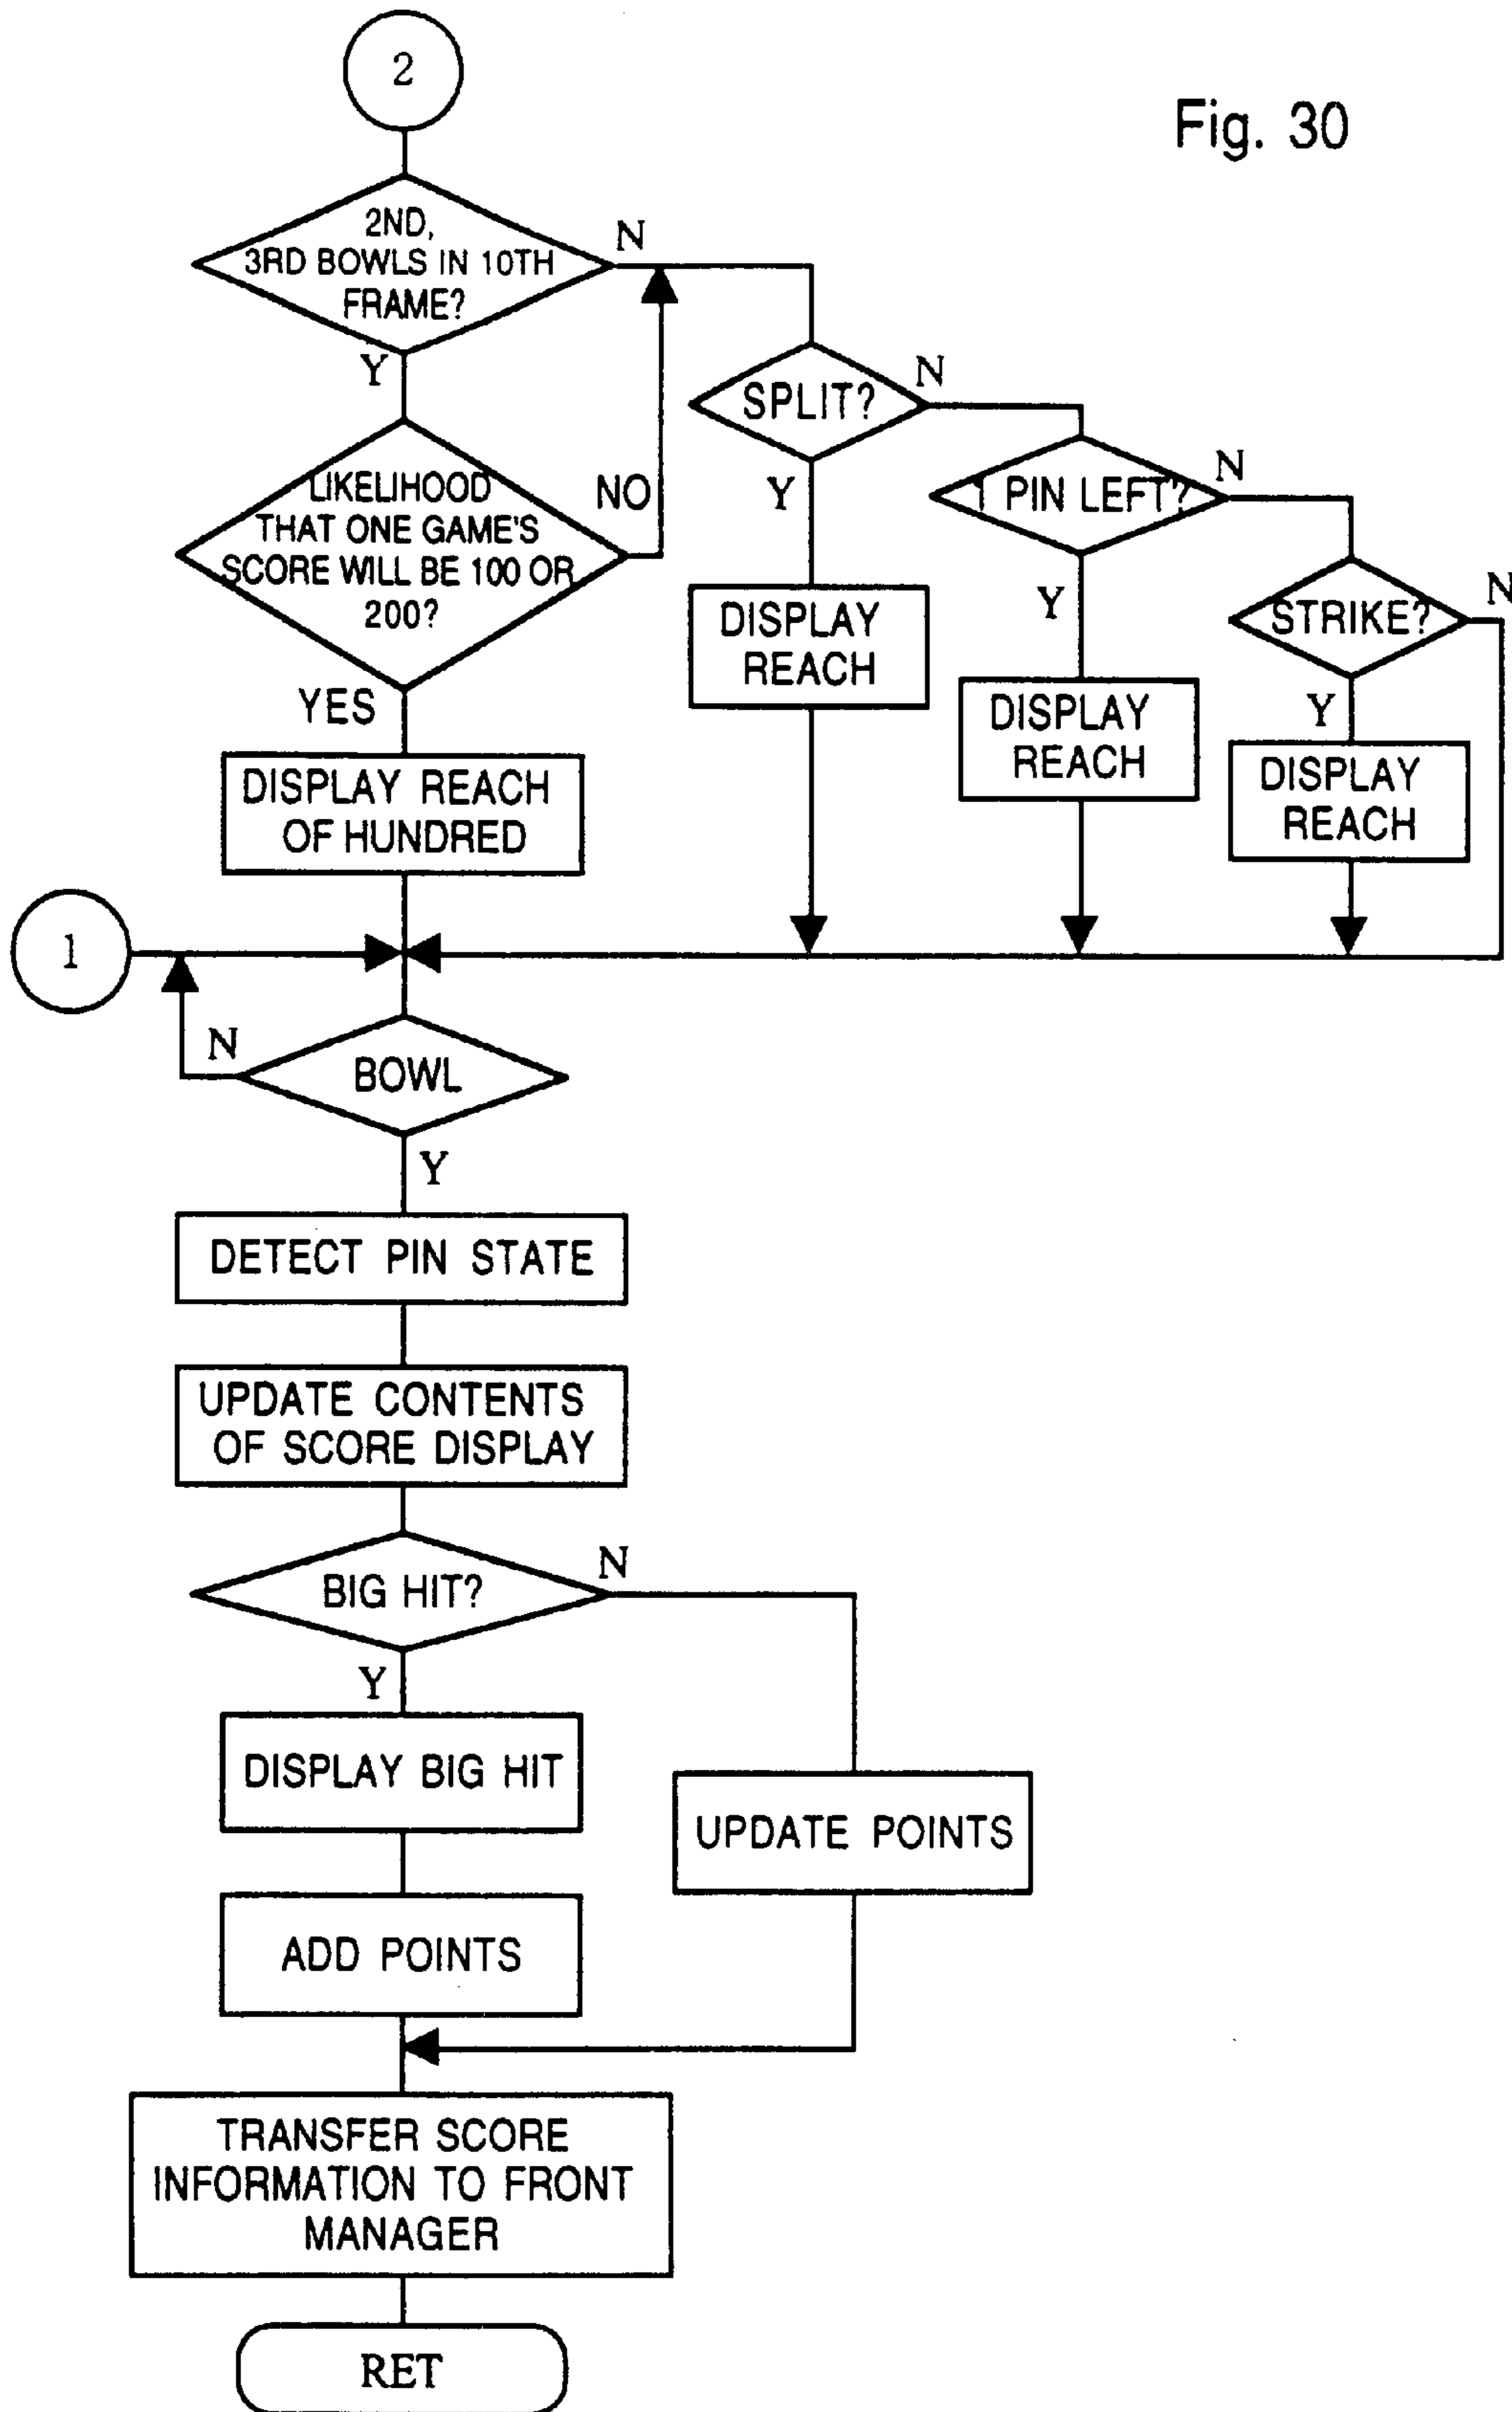 2
Fig. 30
2ND,
3RD BOWLS IN 10TH
FRAME?
N
Y
SPLIT?
N
LIKELIHOOD
THAT ONE GAME'S
SCORE WILL BE 100 OR
200?
NO
Y
1 PIN LEFT?
N
Y
STRIKE?
N
DISPLAY
REACH
YES
DISPLAY
REACH
Y
DISPLAY REACH
OF HUNDRED
DISPLAY
REACH
1
N
BOWL
Y
DETECT PIN STATE
UPDATE CONTENTS
OF SCORE DISPLAY
BIG HIT?
N
Y
DISPLAY BIG HIT
UPDATE POINTS
ADD POINTS
TRANSFER SCORE
INFORMATION TO FRONT
MANAGER
RET